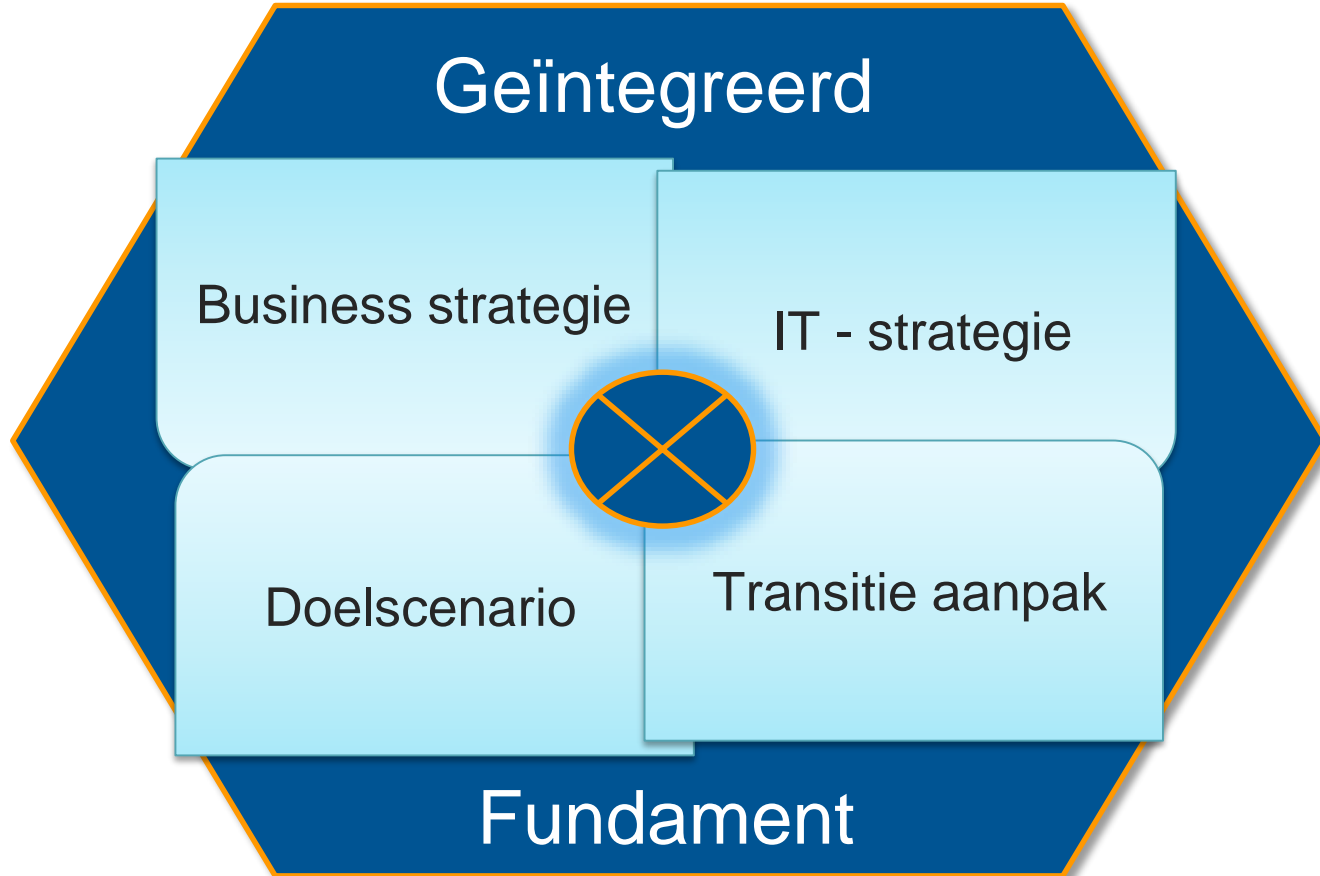 Geïntegreerd
Business strategie
IT - strategie
Doelscenario
Transitie aanpak
Fundament